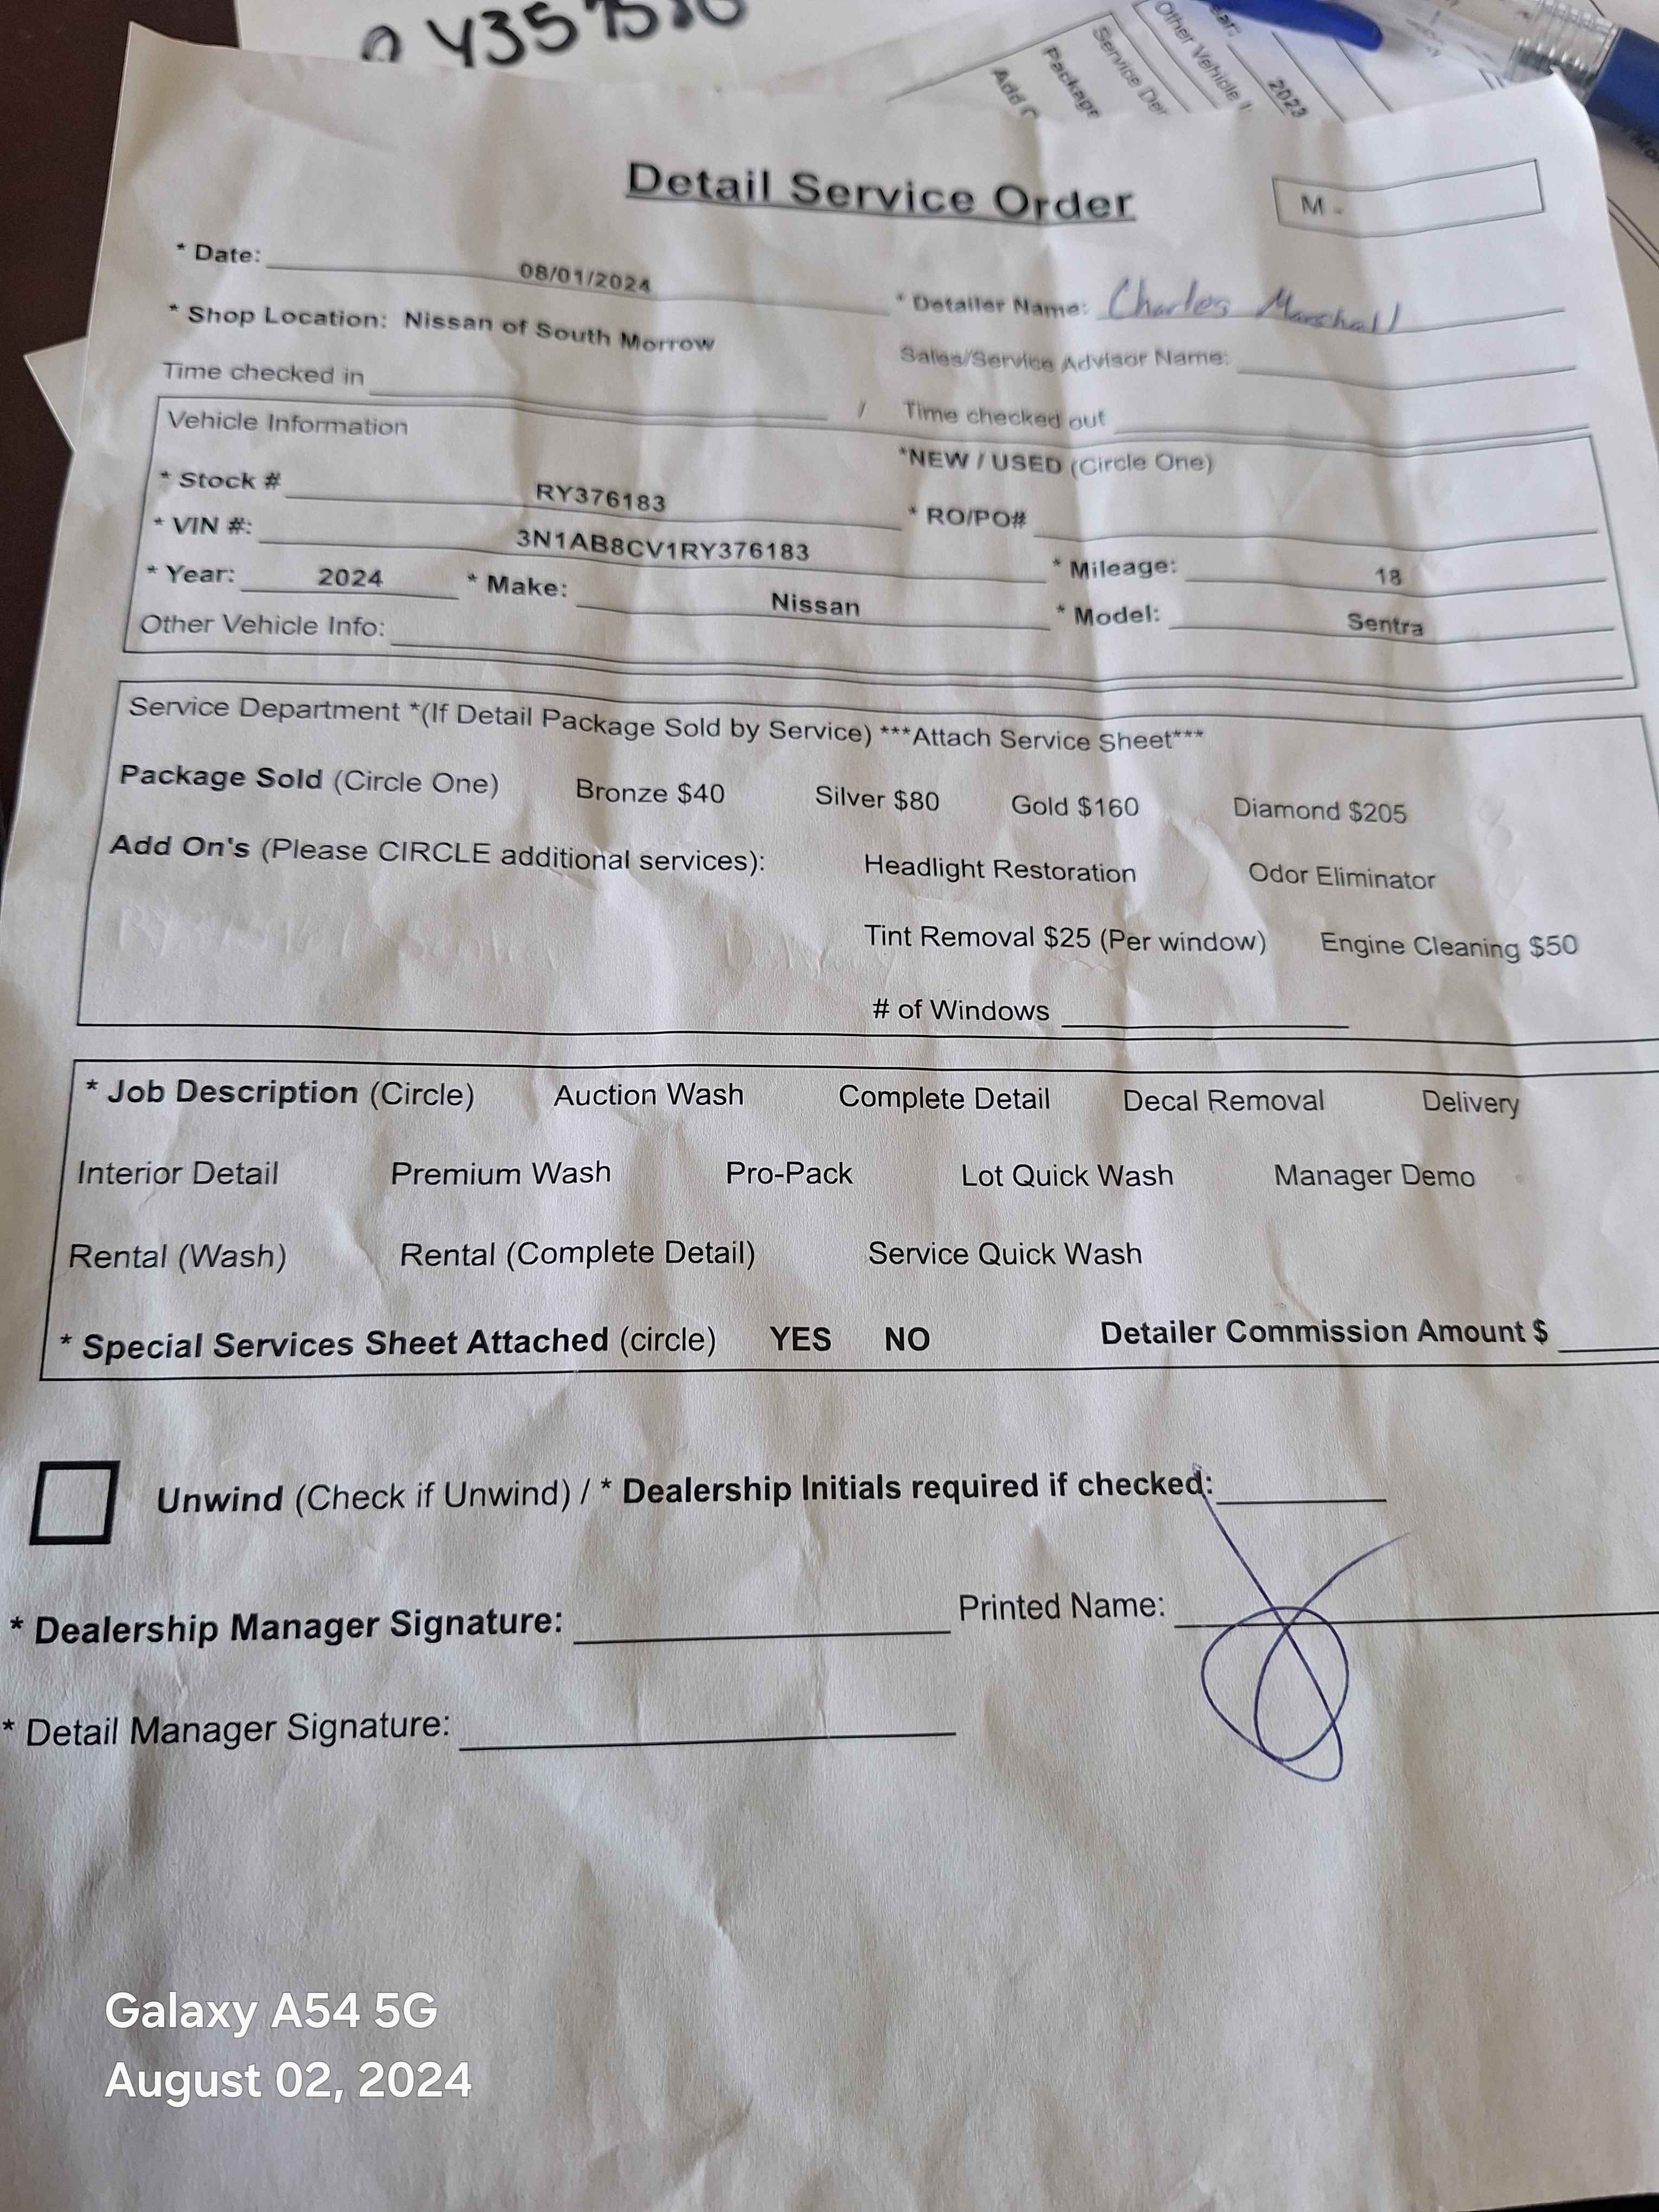 04357550
2023
Other Vehicle I
Service De
Package
Add
Detail Service Order
M -
* Date: 08/01/2024
* Detailer Name: Charles Marshall
* Shop Location: Nissan of South Morrow
Sales/Service Advisor Name:
Time checked in / Time checked out
Vehicle Information
*NEW / USED (Circle One)
* Stock # RY376183
* RO/PO#
* VIN #: 3N1AB8CV1RY376183
* Mileage: 18
* Year: 2024 * Make: Nissan * Model: Sentra
Other Vehicle Info:
Service Department *(If Detail Package Sold by Service) ***Attach Service Sheet***
Package Sold (Circle One) Bronze $40 Silver $80 Gold $160 Diamond $205
Add On's (Please CIRCLE additional services): Headlight Restoration Odor Eliminator
Tint Removal $25 (Per window) Engine Cleaning $50
# of Windows
* Job Description (Circle) Auction Wash Complete Detail Decal Removal Delivery
Interior Detail Premium Wash Pro-Pack Lot Quick Wash Manager Demo
Rental (Wash) Rental (Complete Detail) Service Quick Wash
* Special Services Sheet Attached (circle) YES NO Detailer Commission Amount $
Unwind (Check if Unwind) / * Dealership Initials required if checked:
* Dealership Manager Signature: Printed Name:
* Detail Manager Signature:
Galaxy A54 5G
August 02, 2024